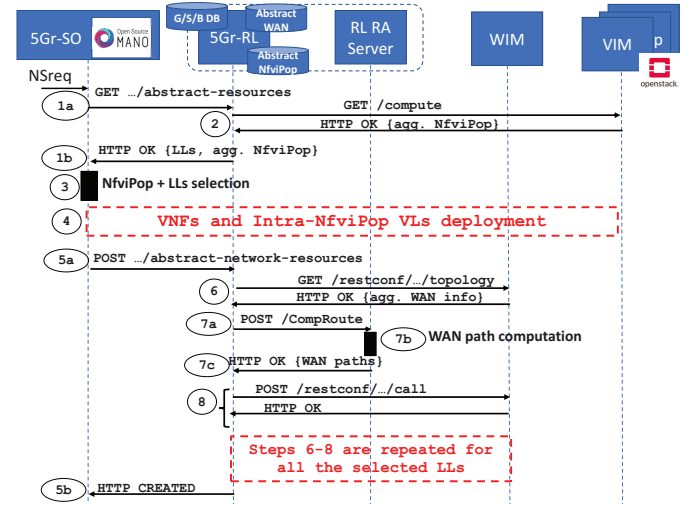 G/S/B DB
Abstract
WAN
5Gr-SO
Open Source
MANO
5Gr-RL
RL RA
Server
WIM
VIM
p
Abstract
NfviPop
openstack.
NSreq
1a
GET …/abstract-resources
GET /compute
2
HTTP OK {agg. NfviPop}
1b
HTTP OK {LLs, agg. NfviPop}
3
NfviPop + LLs selection
4
VNFs and Intra-NfviPop VLs deployment
5a
POST …/abstract-network-resources
6
GET /restconf/…/topology
HTTP OK {agg. WAN info}
7a
POST /CompRoute
7b
WAN path computation
7c
HTTP OK {WAN paths}
8
POST /restconf/…/call
HTTP OK
Steps 6-8 are repeated for
all the selected LLs
5b
HTTP CREATED